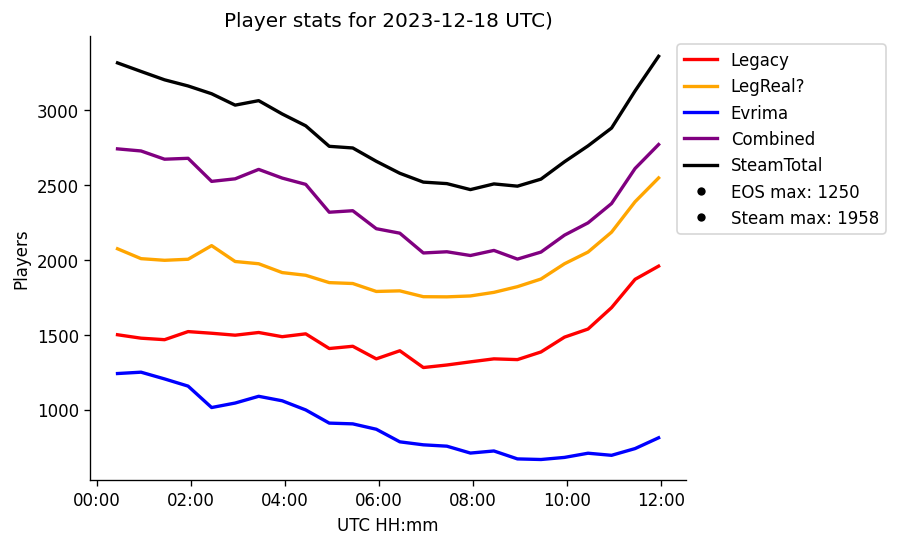 Player stats for 2023-12-18 UTC)
Legacy
LegReal?
Evrima
Combined
SteamTotal
EOS max: 1250
Steam max: 1958
Players
3000
2500
2000
1500
1000
00:00 02:00 04:00 06:00 08:00 10:00 12:00
UTC HH:mm